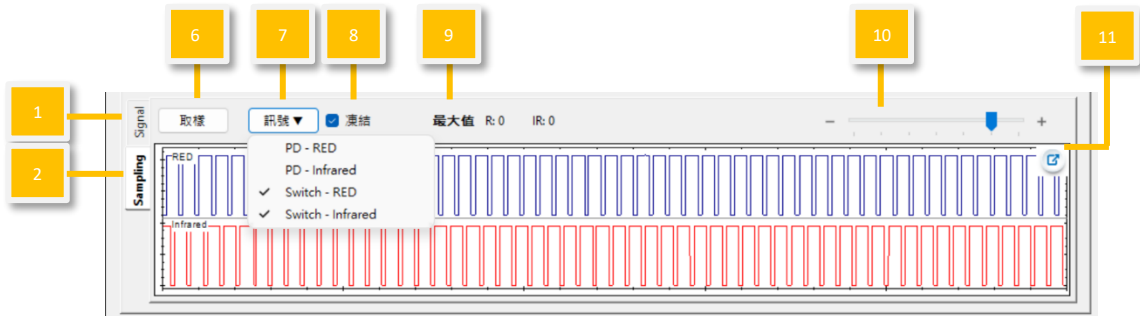 6
7
8
9
10
11
1
2
Signal
Sampling
取樣
訊號▼
凍結
最大值 R: 0 IR: 0
− +
PD - RED
PD - Infrared
✓ Switch - RED
✓ Switch - Infrared
RED
Infrared